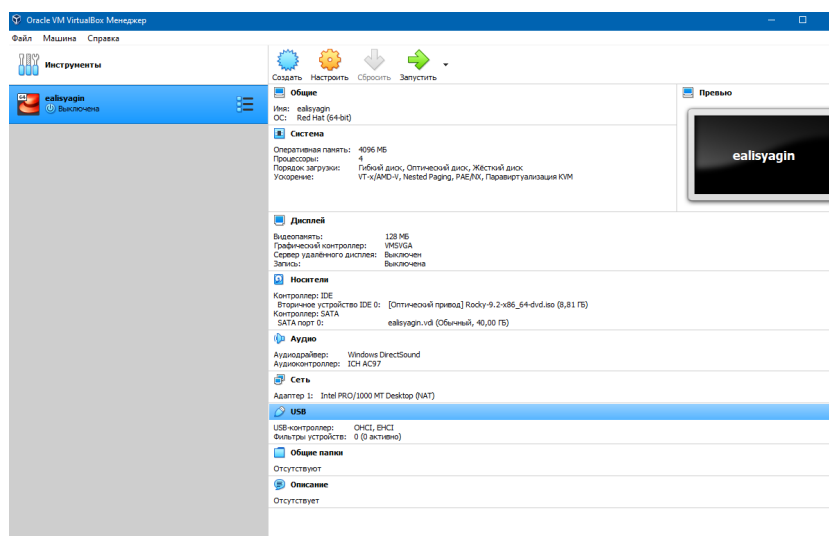 Oracle VM VirtualBox Менеджер
Файл Машина Справка
Инструменты
Создать Настроить Сбросить Запустить
64
ealisyagin
Выключена
Общие
Имя: ealisyagin
ОС: Red Hat (64-bit)
Превью
ealisyagin
Система
Оперативная память: 4096 МБ
Процессоры: 4
Порядок загрузки: Гибкий диск, Оптический диск, Жёсткий диск
Ускорение: VT-x/AMD-V, Nested Paging, PAE/NX, Паравиртуализация KVM
Дисплей
Видеопамять: 128 МБ
Графический контроллер: VMSVGA
Сервер удалённого дисплея: Выключен
Запись: Выключена
Носители
Контроллер: IDE
Вторичное устройство IDE 0: [Оптический привод] Rocky-9.2-x86_64-dvd.iso (8,81 ГБ)
Контроллер: SATA
SATA порт 0: ealisyagin.vdi (Обычный, 40,00 ГБ)
Аудио
Аудиодрайвер: Windows DirectSound
Аудиоконтроллер: ICH AC97
Сеть
Адаптер 1: Intel PRO/1000 MT Desktop (NAT)
USB
USB-контроллер: OHCI, EHCI
Фильтры устройств: 0 (0 активно)
Общие папки
Отсутствуют
Описание
Отсутствует